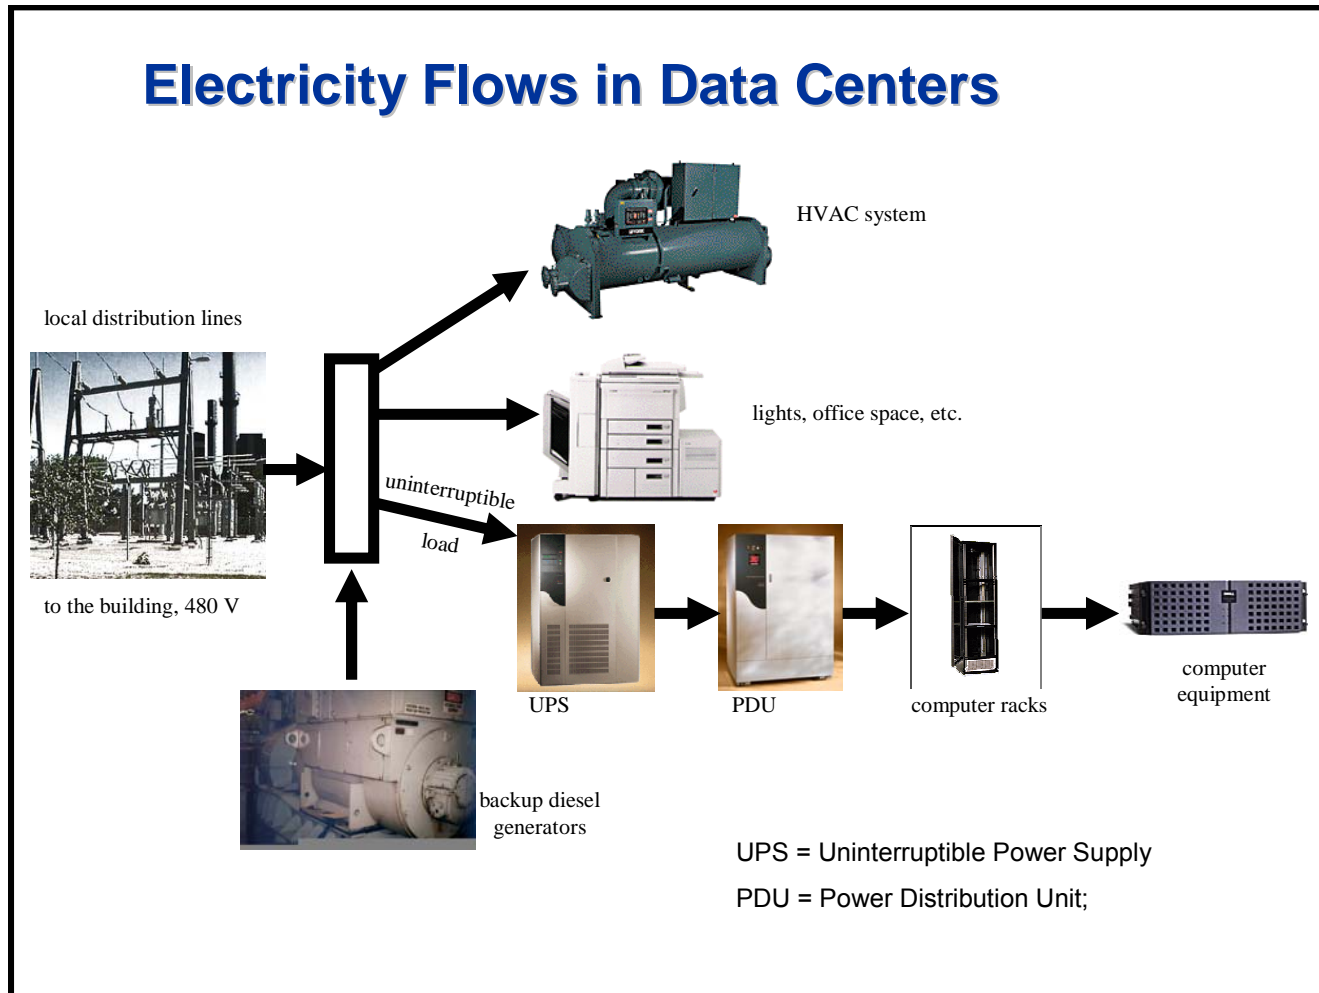 Electricity Flows in Data Centers
HVAC system
local distribution lines
lights, office space, etc.
uninterruptible
load
to the building, 480 V
UPS
PDU
computer racks
computer
equipment
backup diesel
generators
UPS = Uninterruptible Power Supply
PDU = Power Distribution Unit;